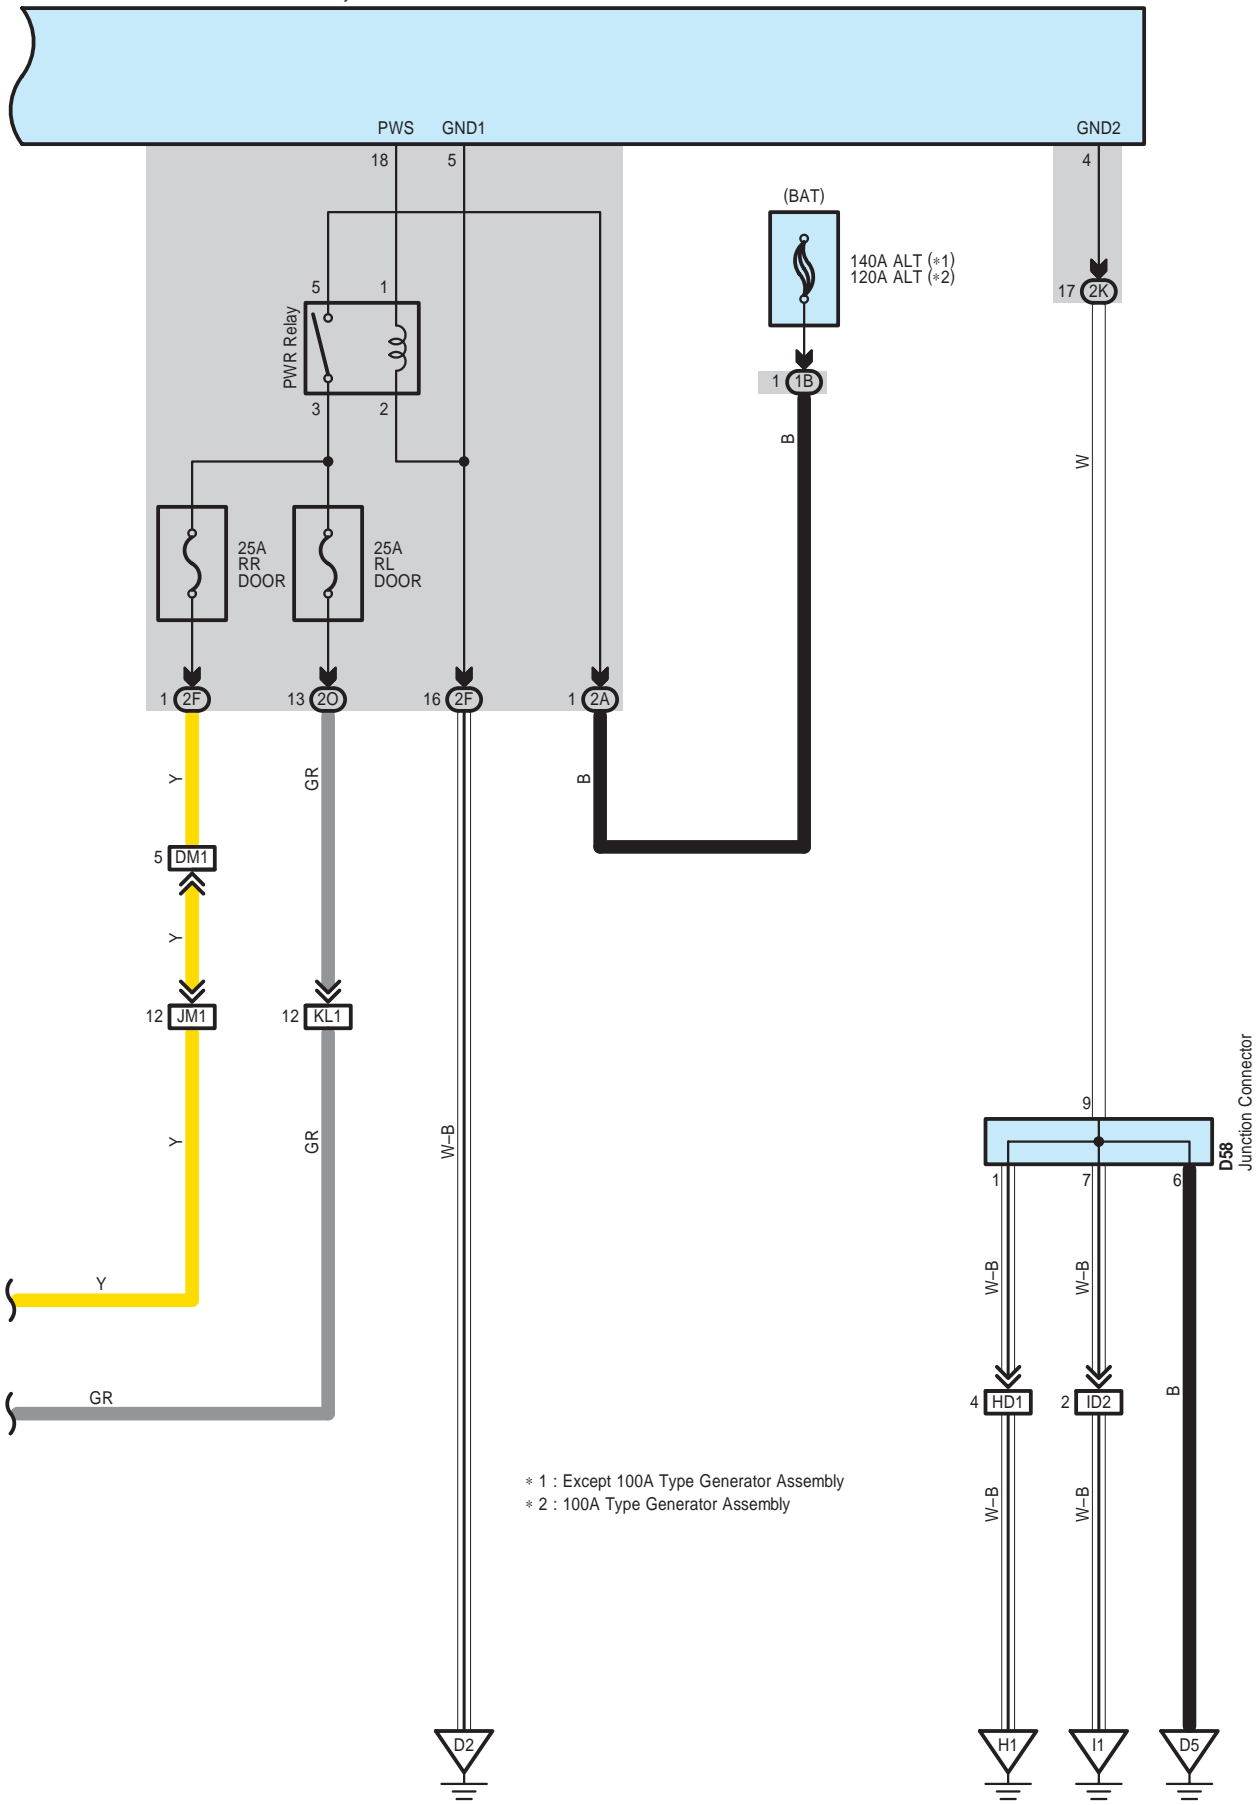 PWS GND1 GND2
18 5 4
(BAT)
140A ALT (*1)
120A ALT (*2)
17 2K
5 1
PWR Relay
3 2
1 1B
B
W
25A
RR
DOOR
25A
RL
DOOR
1 2F 13 2O 16 2F 1 2A
Y GR B
5 DM1
Y
12 JM1 12 KL1
Y GR W–B
9
D58
Junction Connector
1 7 6
W–B W–B
Y
GR
4 HD1 2 ID2 B
* 1 : Except 100A Type Generator Assembly
* 2 : 100A Type Generator Assembly
W–B W–B
D2 H1 I1 D5